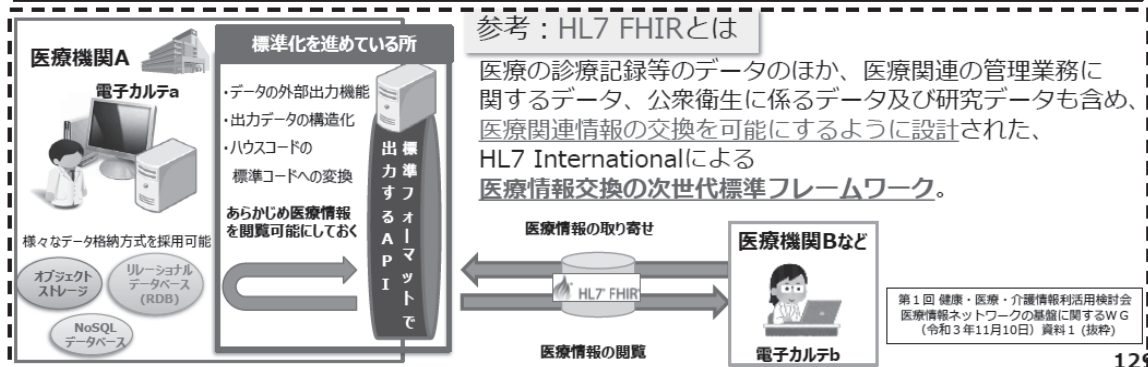 医療機関A
電子カルテa
様々なデータ格納方式を採用可能
オブジェクト
ストレージ
リレーショナル
データベース
(RDB)
NoSQL
データベース
標準化を進めている所
・データの外部出力機能
・出力データの構造化
・ハウスコードの
標準コードへの変換
あらかじめ医療情報
を閲覧可能にしておく
標準フォーマットで
出力するAPI
参考：HL7 FHIRとは
医療の診療記録等のデータのほか、医療関連の管理業務に
関するデータ、公衆衛生に係るデータ及び研究データも含め、
医療関連情報の交換を可能にするように設計された、
HL7 Internationalによる
医療情報交換の次世代標準フレームワーク。
医療情報の取り寄せ
HL7 FHIR
医療情報の閲覧
医療機関Bなど
電子カルテb
第１回 健康・医療・介護情報利活用検討会
医療情報ネットワークの基盤に関するＷＧ
（令和３年11月10日）資料１ (抜粋)
129